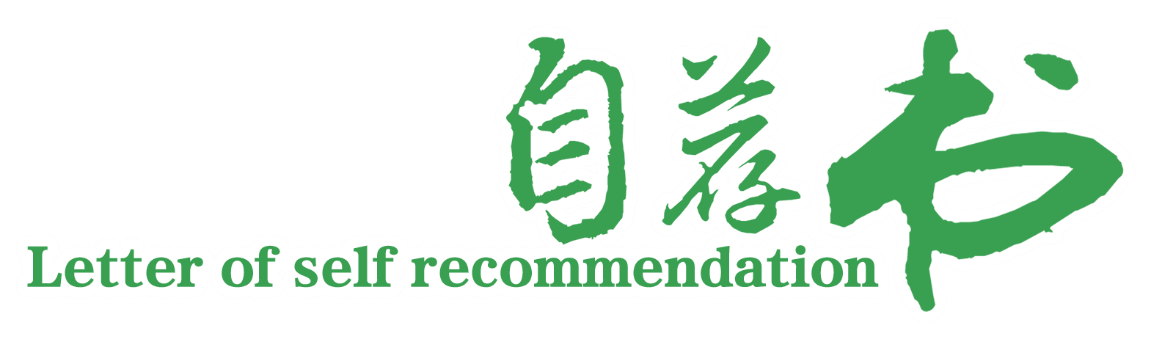 自荐书
Letter of self recommendation